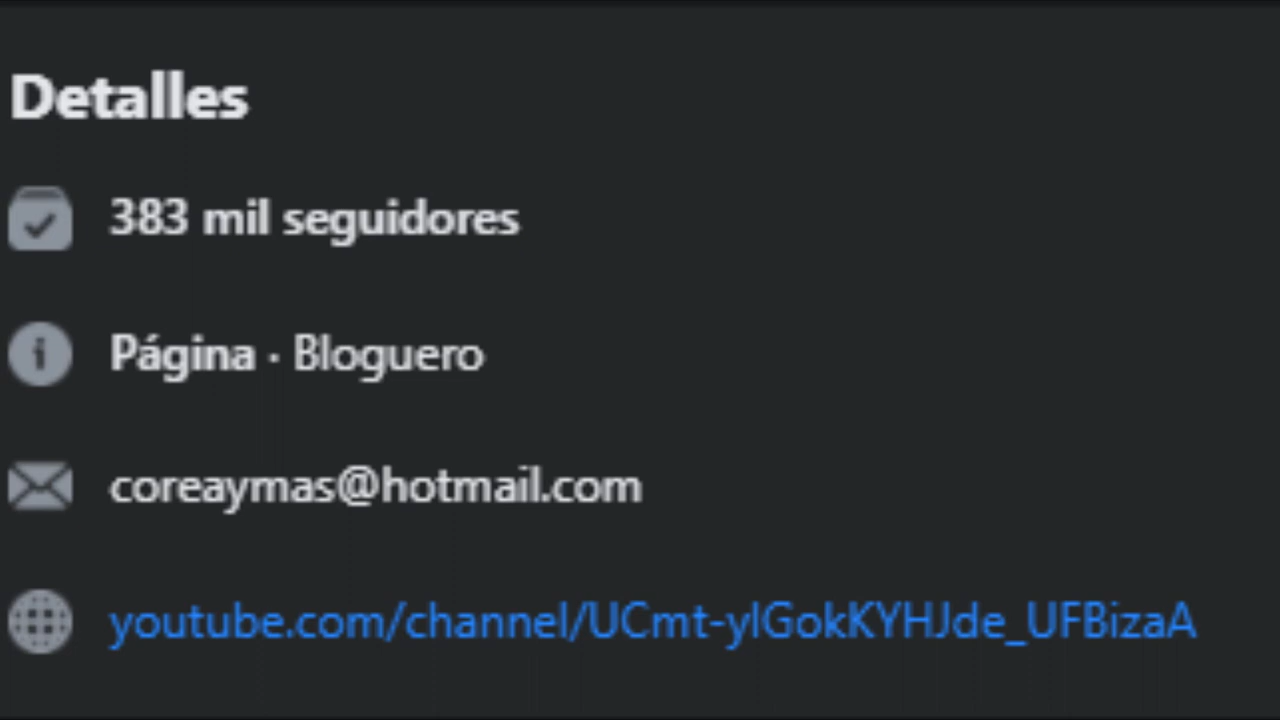 Detalles
383 mil seguidores
Página · Bloguero
coreaymas@hotmail.com
youtube.com/channel/UCmt-ylGokKYHJde_UFBizaA